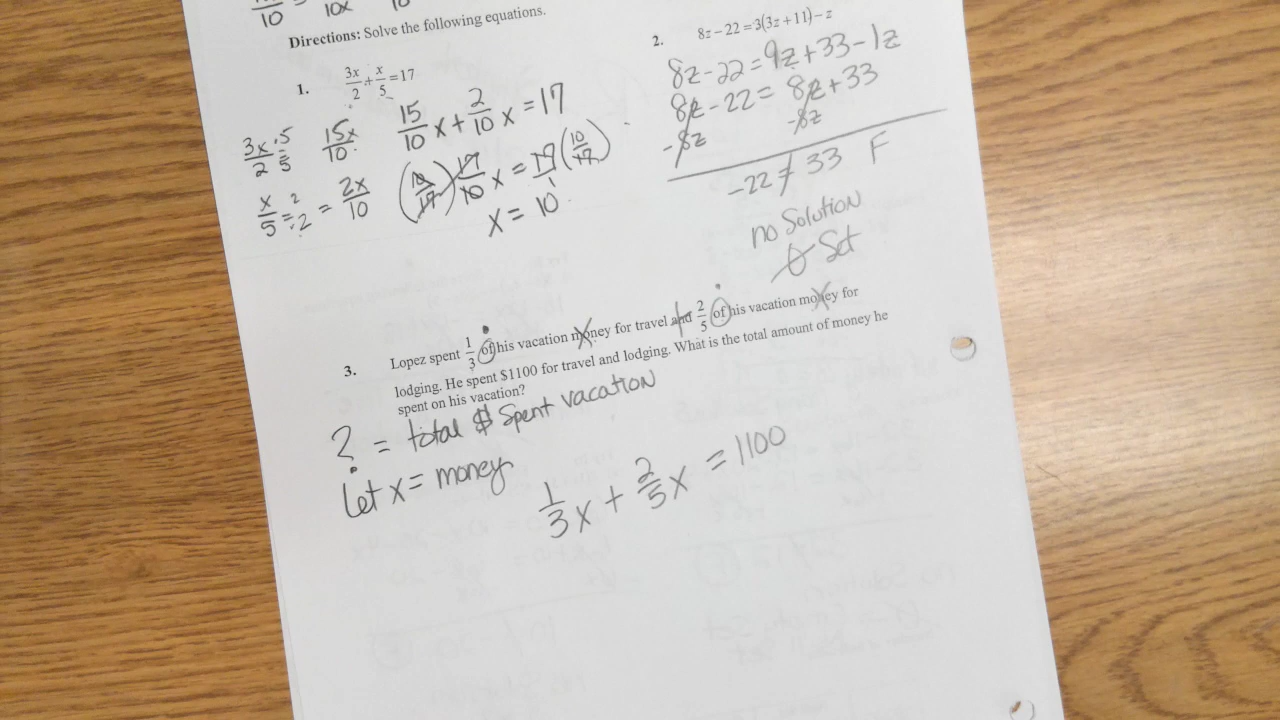 10 = 10x 10
Directions: Solve the following equations.
1. 3x/2 + x/5 = 17
3x/2 ·5/·5 = 15x/10
x/5 ·2/·2 = 2x/10
15/10 x + 2/10 x = 17
(10/17) 17/10 x = 17 (10/17)
x = 10
2. 8z – 22 = 3(3z + 11) – z
8z - 22 = 9z + 33 - 1z
8z - 22 = 8z + 33
-8z -8z
-22 ≠ 33 F
no Solution
∅ Set
3. Lopez spent 1/3 of his vacation money for travel and 2/5 of his vacation money for
lodging. He spent $1100 for travel and lodging. What is the total amount of money he
spent on his vacation?
? = total $ Spent vacation
Let x = money
1/3 x + 2/5 x = 1100